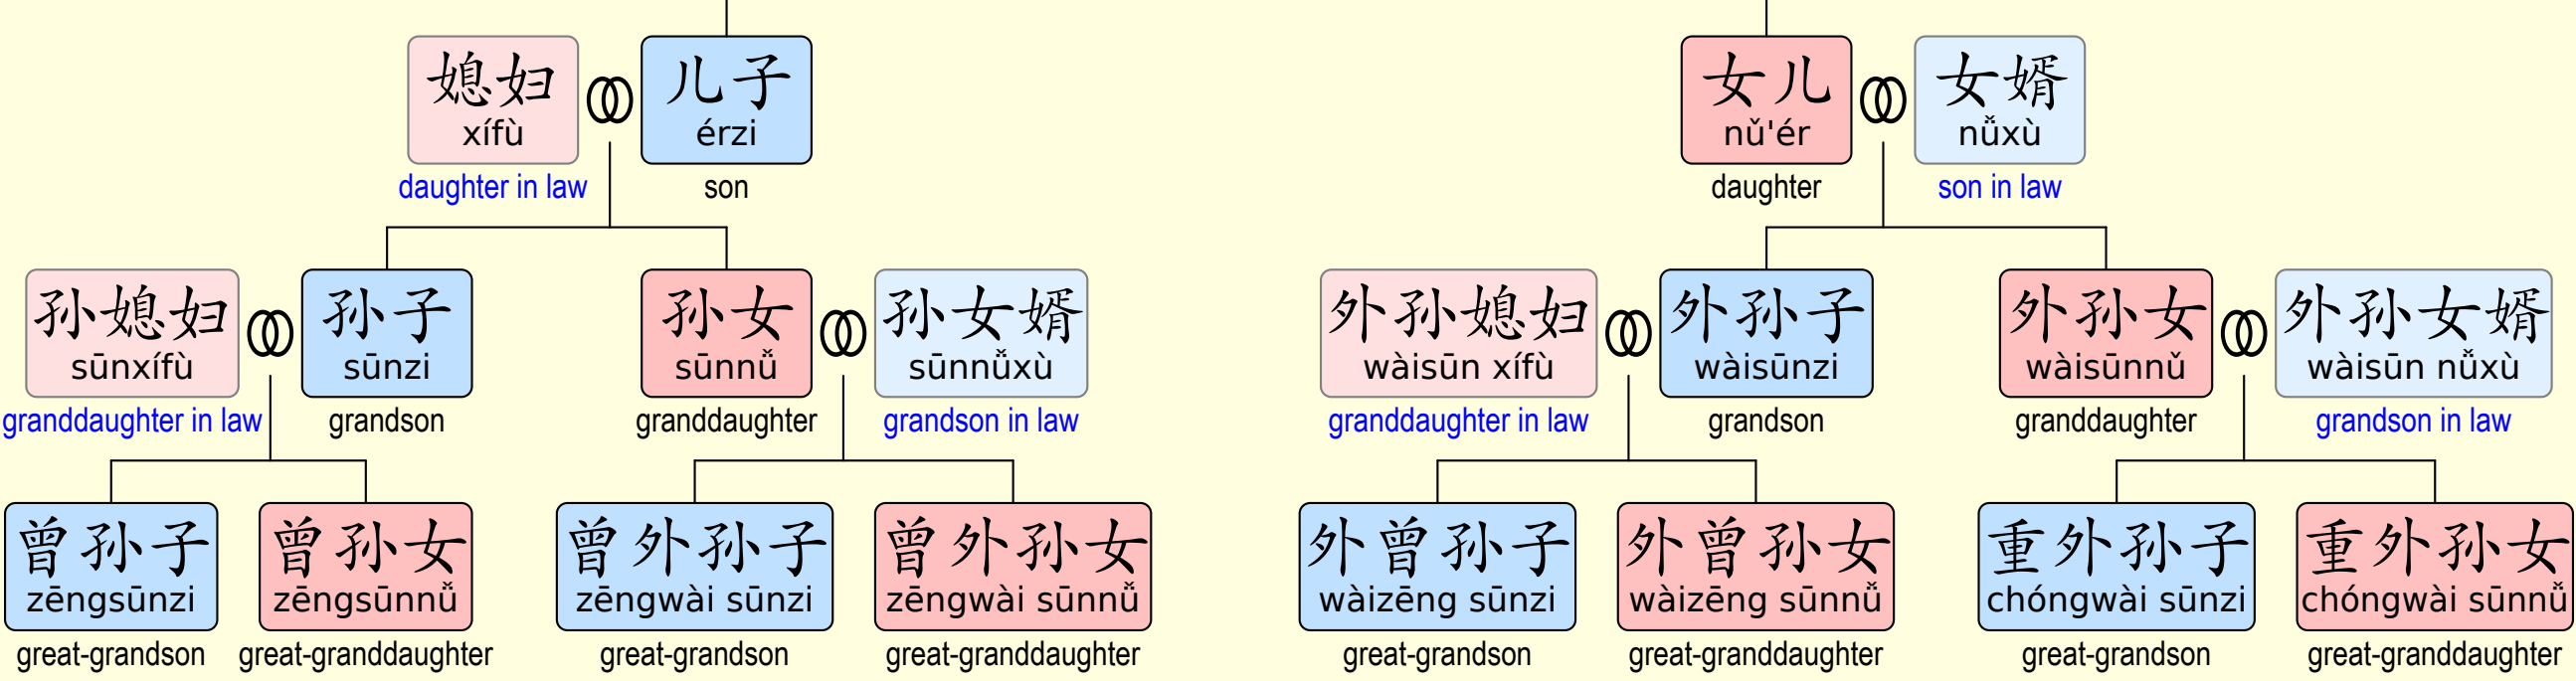 媳妇
xífù
daughter in law
儿子
érzi
son
女儿
nǔ'ér
daughter
女婿
nǚxù
son in law
孙媳妇
sūnxífù
granddaughter in law
孙子
sūnzi
grandson
孙女
sūnnǚ
granddaughter
孙女婿
sūnnǚxù
grandson in law
外孙媳妇
wàisūn xífù
granddaughter in law
外孙子
wàisūnzi
grandson
外孙女
wàisūnnǔ
granddaughter
外孙女婿
wàisūn nǚxù
grandson in law
曾孙子
zēngsūnzi
great-grandson
曾孙女
zēngsūnnǚ
great-granddaughter
曾外孙子
zēngwài sūnzi
great-grandson
曾外孙女
zēngwài sūnnǚ
great-granddaughter
外曾孙子
wàizēng sūnzi
great-grandson
外曾孙女
wàizēng sūnnǚ
great-granddaughter
重外孙子
chóngwài sūnzi
great-grandson
重外孙女
chóngwài sūnnǚ
great-granddaughter